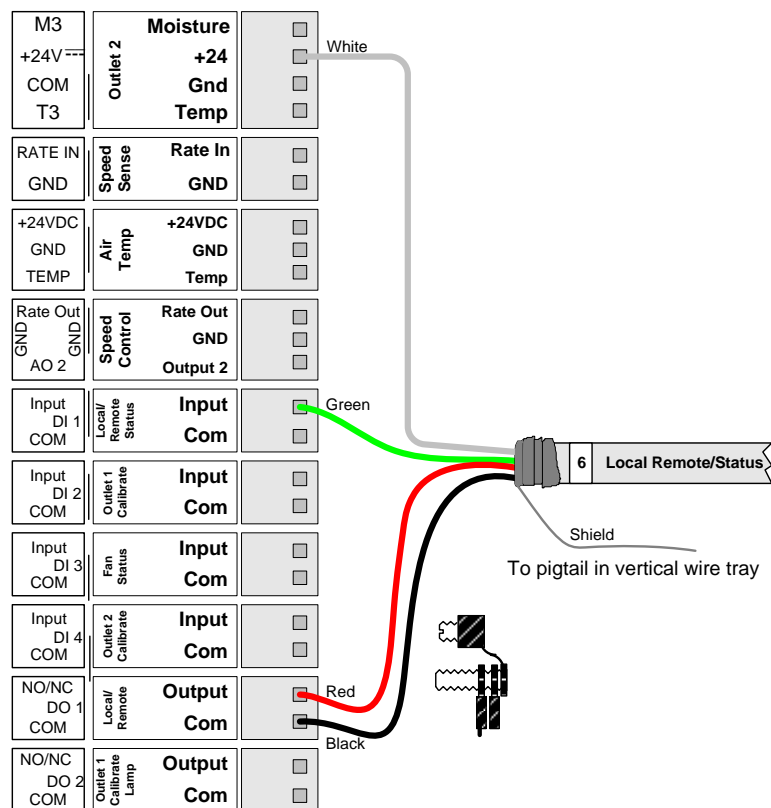 M3
+24V
COM
T3
Outlet 2
Moisture
+24
Gnd
Temp
White
RATE IN
GND
Speed
Sense
Rate In
GND
+24VDC
GND
TEMP
Air
Temp
+24VDC
GND
Temp
Rate Out
GND
GND
AO 2
Speed
Control
Rate Out
GND
Output 2
Input
DI 1
COM
Local/
Remote
Status
Input
Com
Green
Input
DI 2
COM
Outlet 1
Calibrate
Input
Com
6
Local Remote/Status
Shield
To pigtail in vertical wire tray
Input
DI 3
COM
Fan
Status
Input
Com
Input
DI 4
COM
Outlet 2
Calibrate
Input
Com
NO/NC
DO 1
COM
Local/
Remote
Output
Com
Red
Black
NO/NC
DO 2
COM
Outlet 1
Calibrate
Lamp
Output
Com